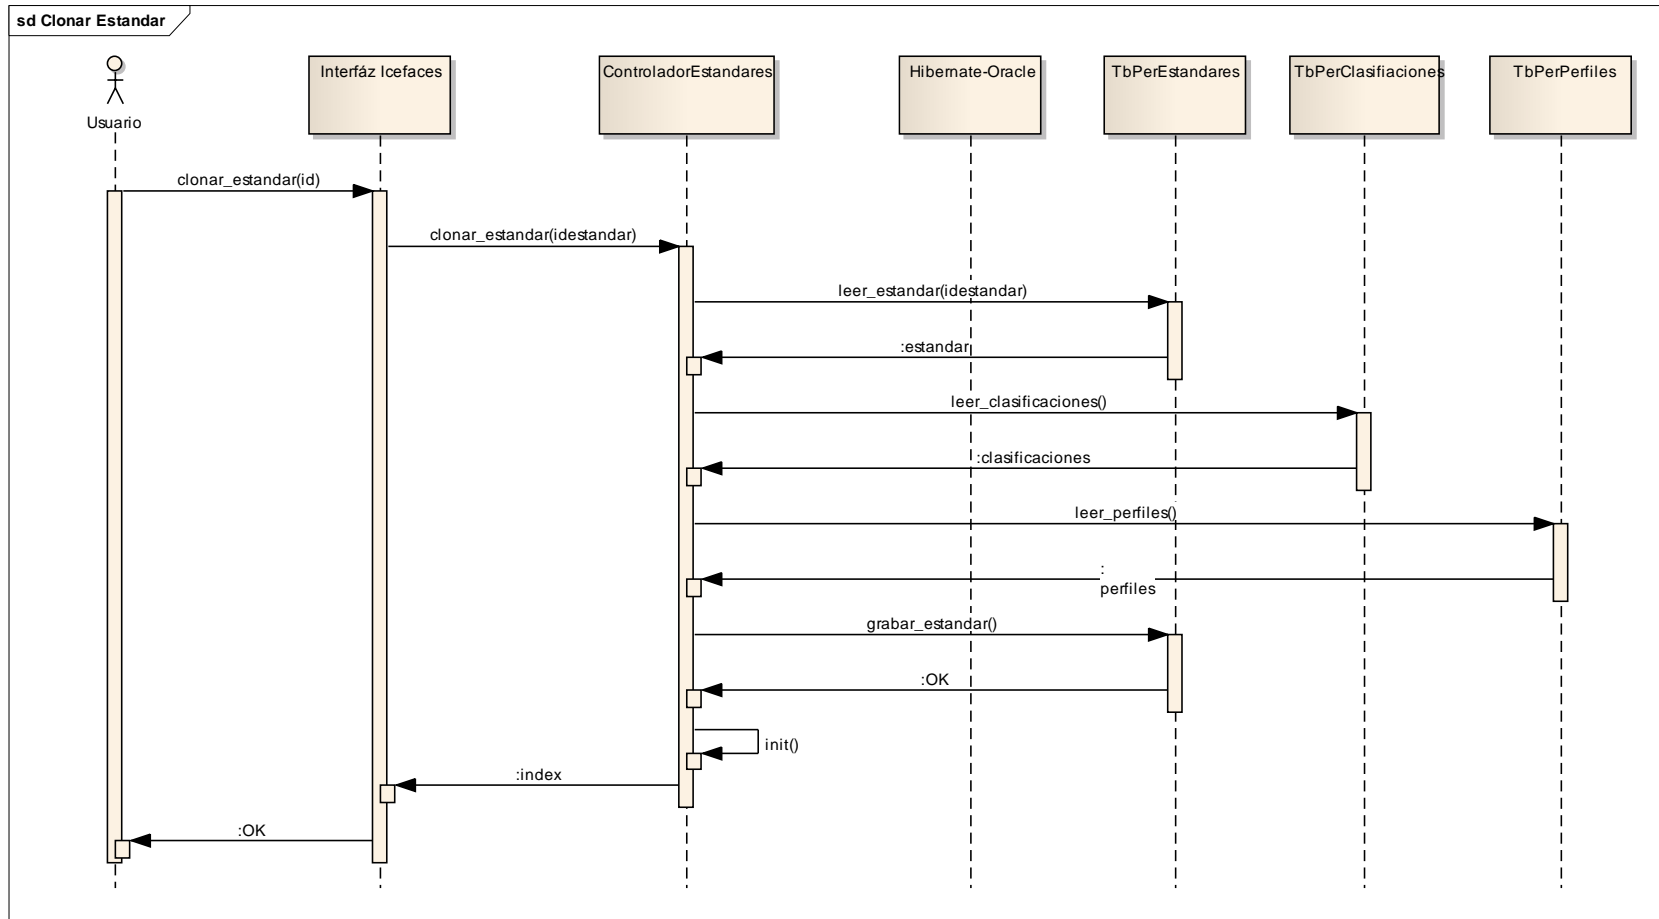 sd Clonar Estandar
Usuario
Interfáz Icefaces
ControladorEstandares
Hibernate-Oracle
TbPerEstandares
TbPerClasifiaciones
TbPerPerfiles
clonar_estandar(id)
clonar_estandar(idestandar)
leer_estandar(idestandar)
:estandar
leer_clasificaciones()
:clasificaciones
leer_perfiles()
:
perfiles
grabar_estandar()
:OK
init()
:index
:OK